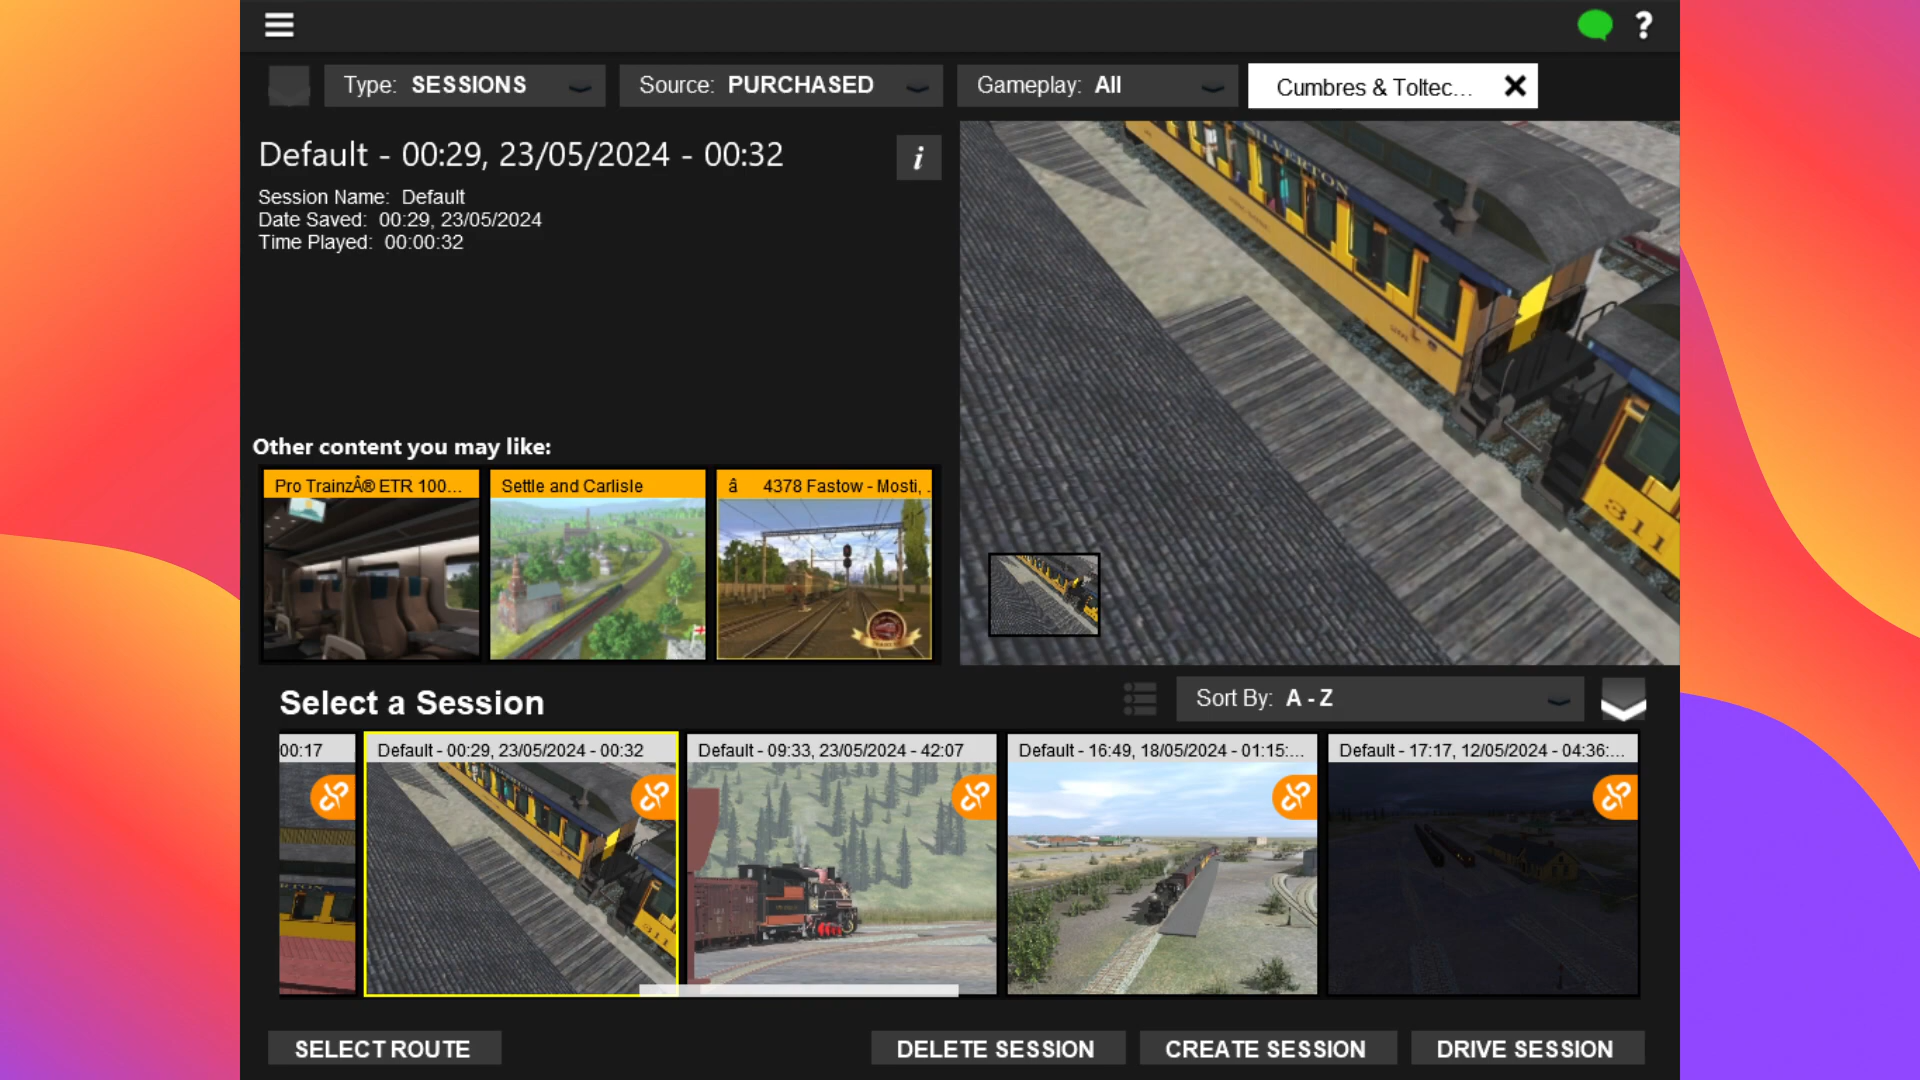 ?
Type: SESSIONS
Source: PURCHASED
Gameplay: All
Cumbres & Toltec...
Default - 00:29, 23/05/2024 - 00:32
i
Session Name: Default
Date Saved: 00:29, 23/05/2024
Time Played: 00:00:32
SILVERTON
311
Other content you may like:
Pro TrainzÂ® ETR 100...
Settle and Carlisle
â 4378 Fastow - Mosti, .
Select a Session
Sort By: A - Z
00:17
Default - 00:29, 23/05/2024 - 00:32
Default - 09:33, 23/05/2024 - 42:07
Default - 16:49, 18/05/2024 - 01:15:...
Default - 17:17, 12/05/2024 - 04:36:...
311
SELECT ROUTE
DELETE SESSION
CREATE SESSION
DRIVE SESSION